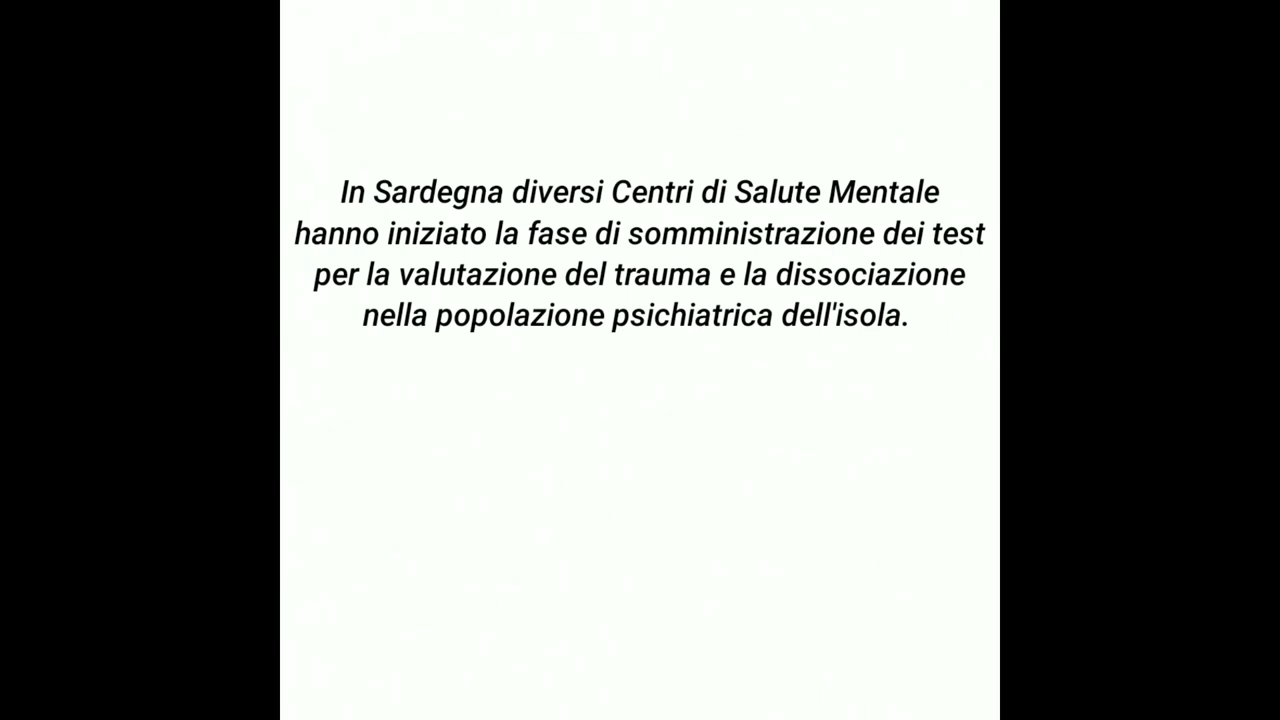 In Sardegna diversi Centri di Salute Mentale
hanno iniziato la fase di somministrazione dei test
per la valutazione del trauma e la dissociazione
nella popolazione psichiatrica dell'isola.